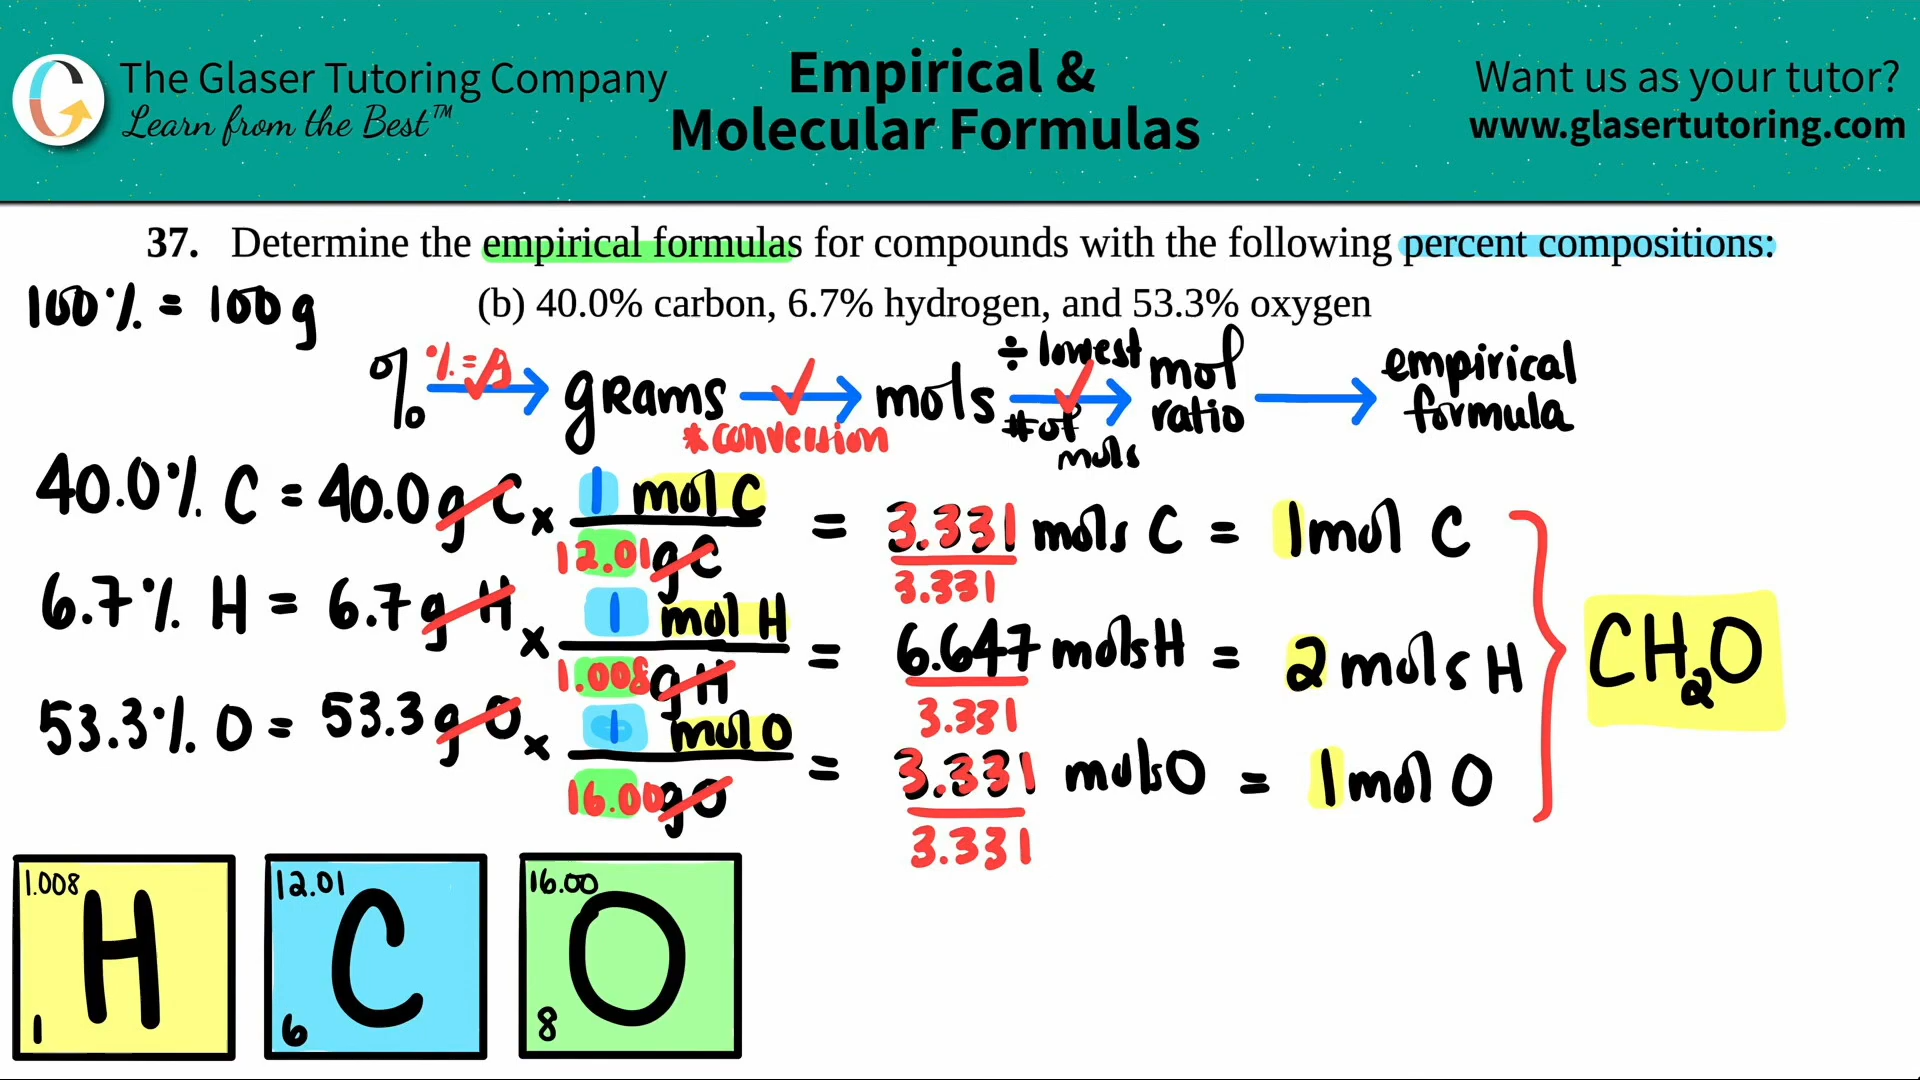 The Glaser Tutoring Company
Learn from the Best™
Empirical &
Molecular Formulas
Want us as your tutor?
www.glasertutoring.com
37. Determine the empirical formulas for compounds with the following percent compositions:
(b) 40.0% carbon, 6.7% hydrogen, and 53.3% oxygen
100% = 100g
% %=g → grams * conversion → mols ÷ lowest # of mols → mol ratio → empirical formula
40.0% C = 40.0g C x 1 mol C / 12.01 g C = 3.331 mols C / 3.331 = 1 mol C
6.7% H = 6.7g H x 1 mol H / 1.008 g H = 6.647 mols H / 3.331 = 2 mols H
53.3% O = 53.3g O x 1 mol O / 16.00 g O = 3.331 mols O / 3.331 = 1 mol O
CH₂O
1.008
H
1
12.01
C
6
16.00
O
8